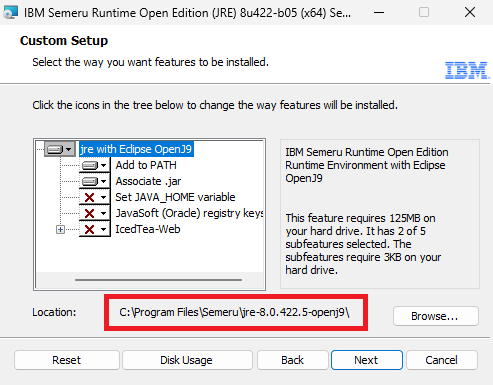 IBM Semeru Runtime Open Edition (JRE) 8u422-b05 (x64) Se...
Custom Setup
Select the way you want features to be installed.
IBM
Click the icons in the tree below to change the way features will be installed.
jre with Eclipse OpenJ9
Add to PATH
Associate .jar
Set JAVA_HOME variable
JavaSoft (Oracle) registry keys
IcedTea-Web
IBM Semeru Runtime Open Edition
Runtime Environment with Eclipse
OpenJ9
This feature requires 125MB on
your hard drive. It has 2 of 5
subfeatures selected. The
subfeatures require 3KB on your
hard drive.
Location:
C:\Program Files\Semeru\jre-8.0.422.5-openj9\
Browse...
Reset
Disk Usage
Back
Next
Cancel